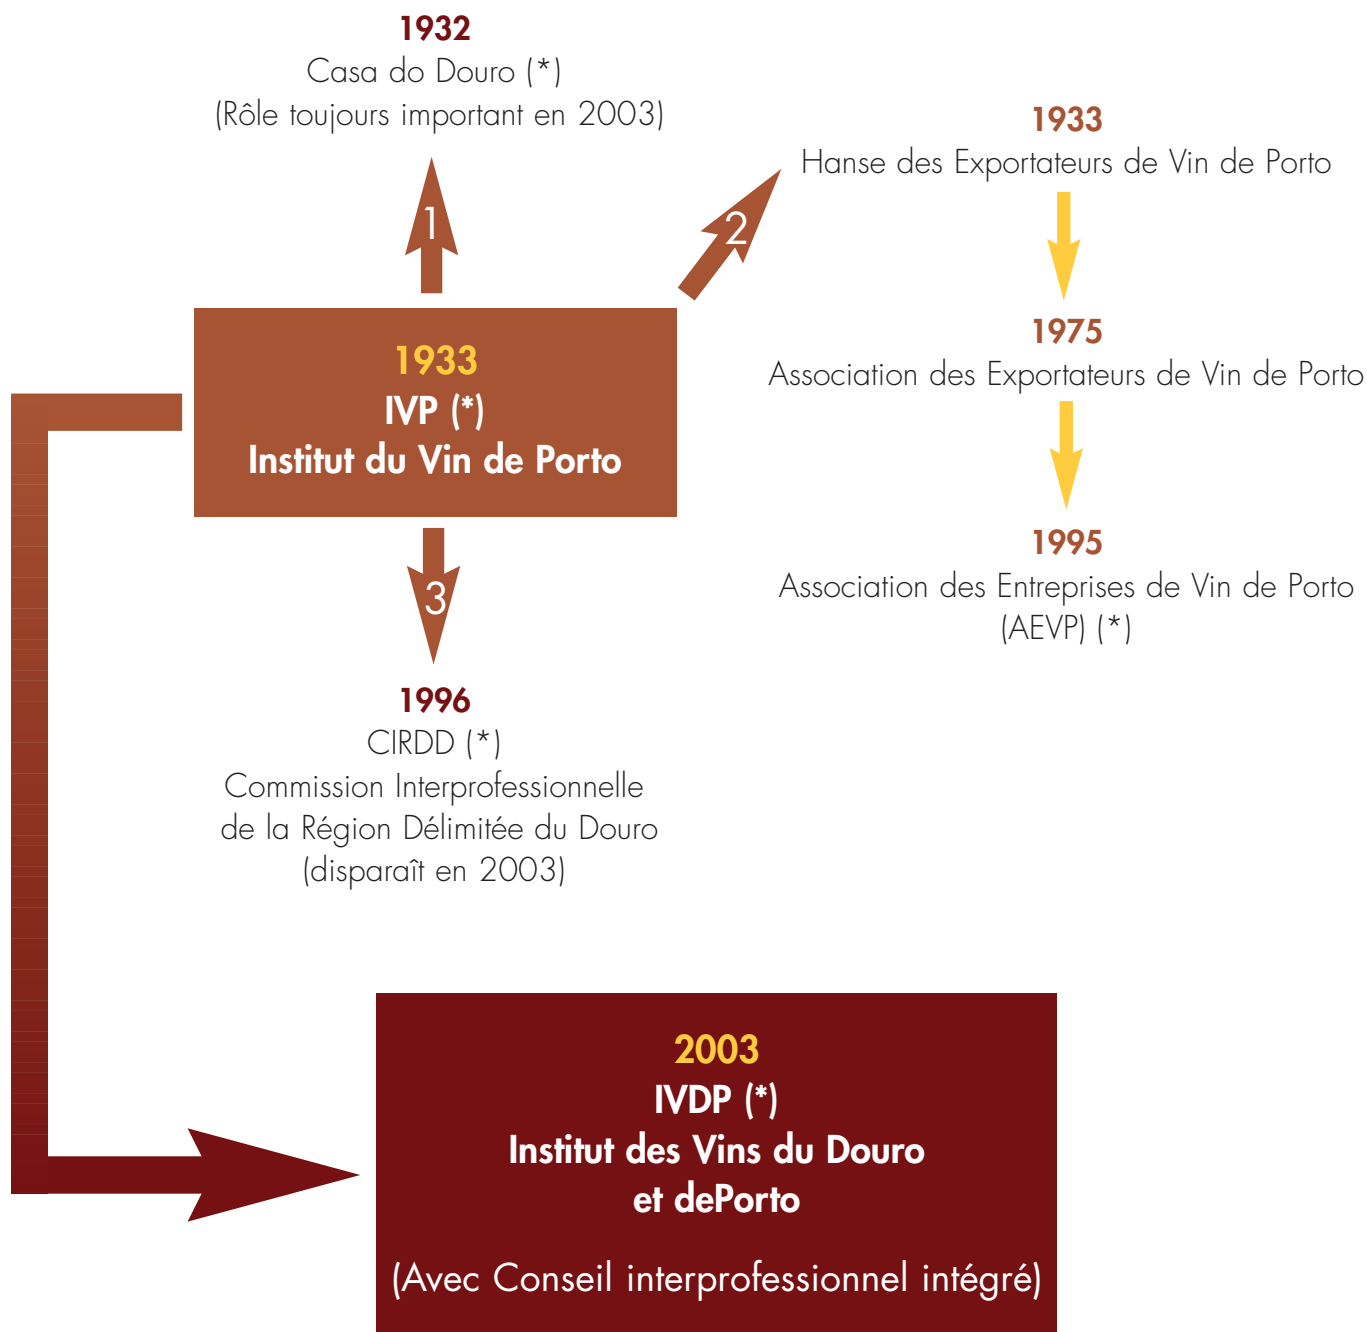 1932
Casa do Douro (*)
(Rôle toujours important en 2003)
1
2
1933
Hanse des Exportateurs de Vin de Porto
1975
Association des Exportateurs de Vin de Porto
1995
Association des Entreprises de Vin de Porto
(AEVP) (*)
1933
IVP (*)
Institut du Vin de Porto
3
1996
CIRDD (*)
Commission Interprofessionnelle
de la Région Délimitée du Douro
(disparaît en 2003)
2003
IVDP (*)
Institut des Vins du Douro
et dePorto
(Avec Conseil interprofessionnel intégré)